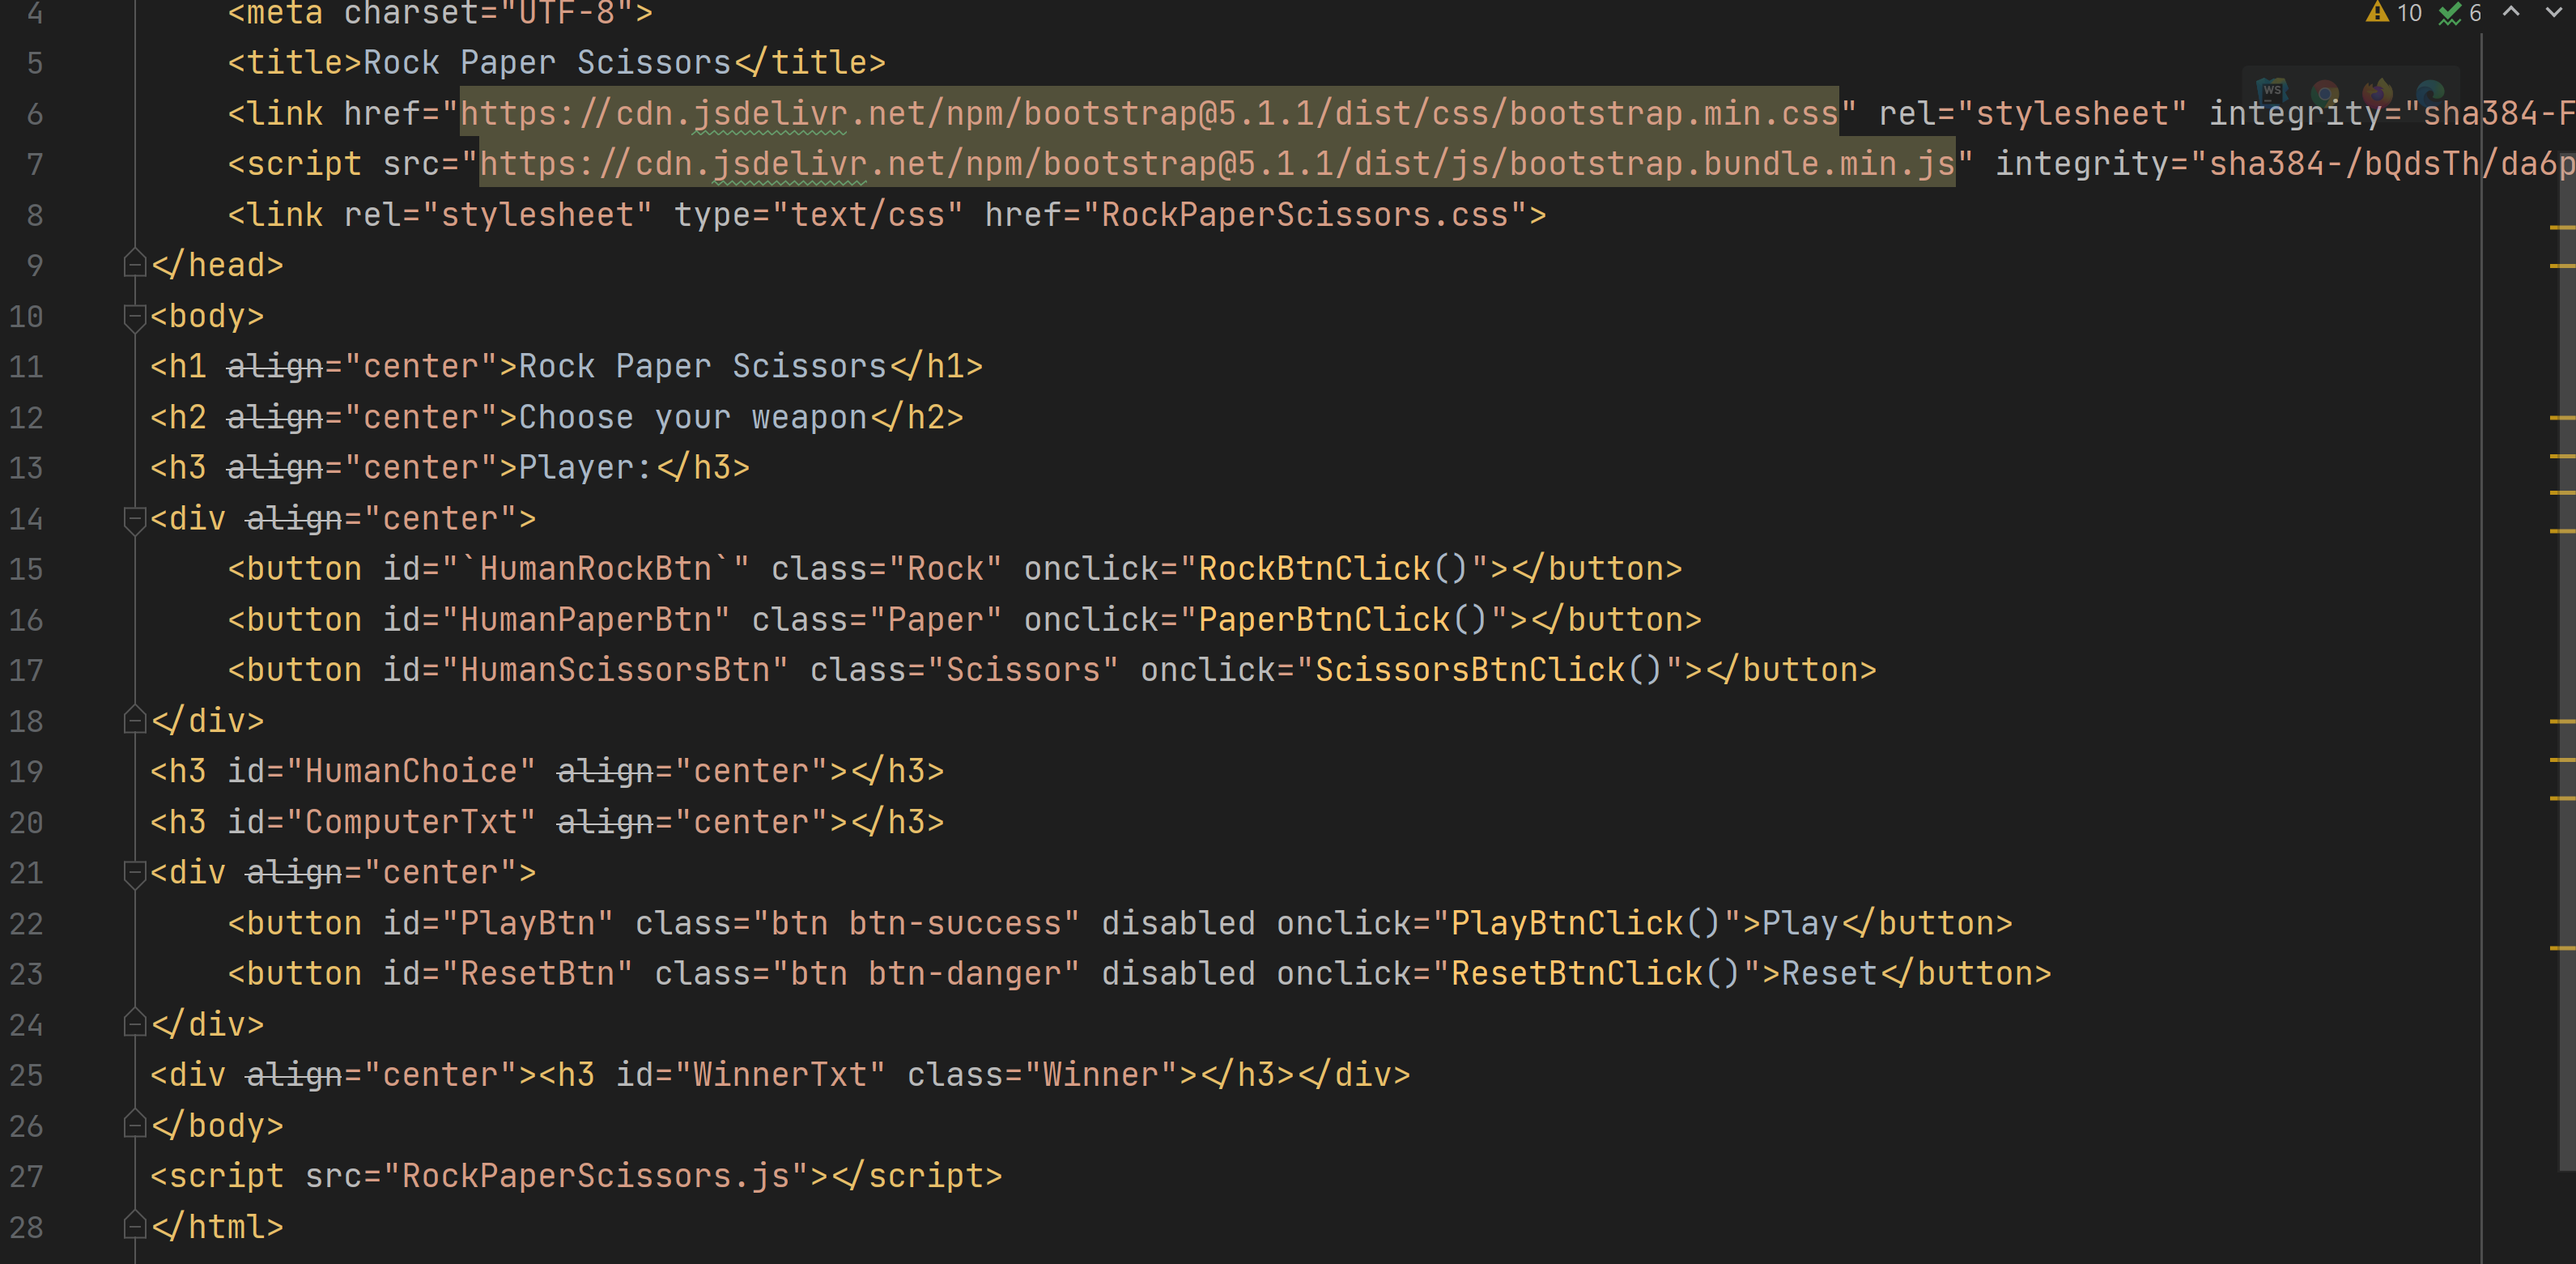 4 <meta charset="UTF-8"> 10 6
5 <title>Rock Paper Scissors</title>
6 <link href="https://cdn.jsdelivr.net/npm/bootstrap@5.1.1/dist/css/bootstrap.min.css" rel="stylesheet" integrity="sha384-F
7 <script src="https://cdn.jsdelivr.net/npm/bootstrap@5.1.1/dist/js/bootstrap.bundle.min.js" integrity="sha384-/bQdsTh/da6p
8 <link rel="stylesheet" type="text/css" href="RockPaperScissors.css">
9 </head>
10 <body>
11 <h1 align="center">Rock Paper Scissors</h1>
12 <h2 align="center">Choose your weapon</h2>
13 <h3 align="center">Player:</h3>
14 <div align="center">
15 <button id="`HumanRockBtn`" class="Rock" onclick="RockBtnClick()"></button>
16 <button id="HumanPaperBtn" class="Paper" onclick="PaperBtnClick()"></button>
17 <button id="HumanScissorsBtn" class="Scissors" onclick="ScissorsBtnClick()"></button>
18 </div>
19 <h3 id="HumanChoice" align="center"></h3>
20 <h3 id="ComputerTxt" align="center"></h3>
21 <div align="center">
22 <button id="PlayBtn" class="btn btn-success" disabled onclick="PlayBtnClick()">Play</button>
23 <button id="ResetBtn" class="btn btn-danger" disabled onclick="ResetBtnClick()">Reset</button>
24 </div>
25 <div align="center"><h3 id="WinnerTxt" class="Winner"></h3></div>
26 </body>
27 <script src="RockPaperScissors.js"></script>
28 </html>